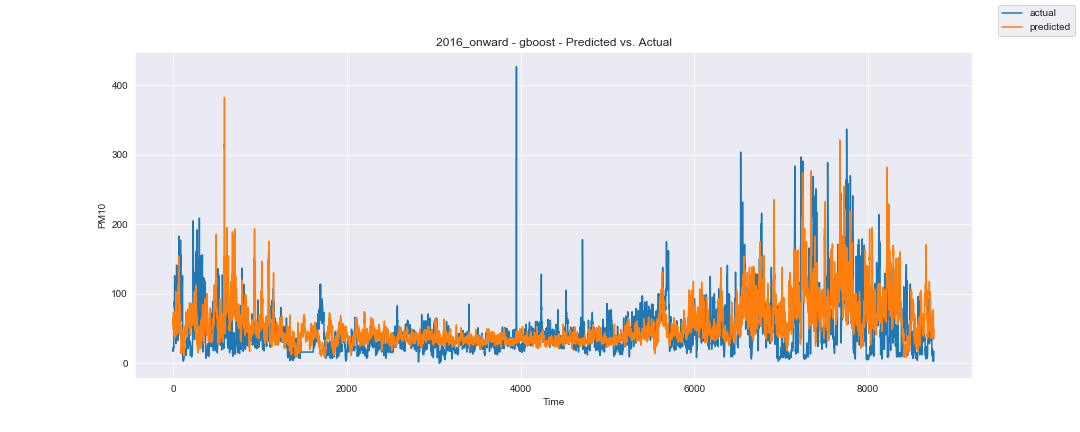 actual
predicted
2016_onward - gboost - Predicted vs. Actual
400
300
200
100
0
PM10
0 2000 4000 6000 8000
Time